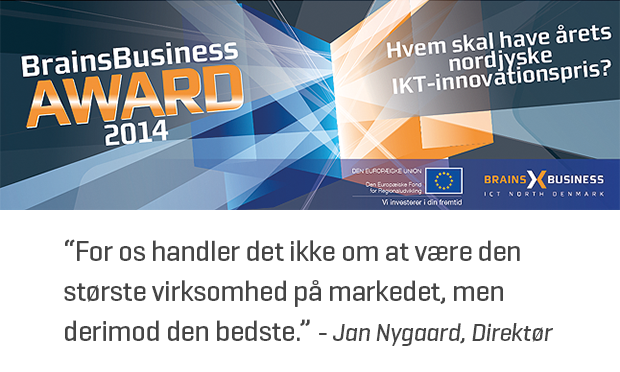 BrainsBusiness
AWARD
2014
Hvem skal have årets
nordjyske
IKT-innovationspris?
DEN EUROPÆISKE UNION
Den Europæiske Fond
for Regionaludvikling
Vi investerer i din fremtid
BRAINS X BUSINESS
ICT NORTH DENMARK
“For os handler det ikke om at være den
største virksomhed på markedet, men
derimod den bedste.” - Jan Nygaard, Direktør